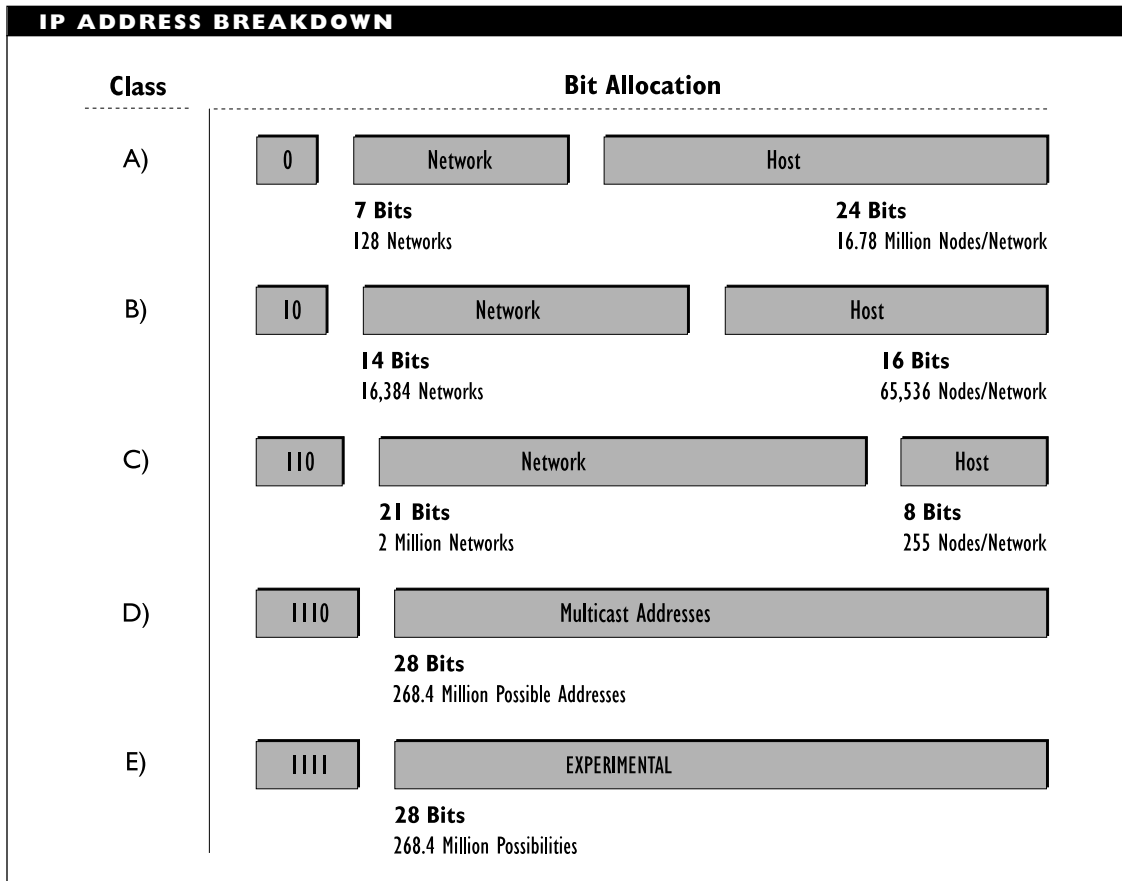 IP ADDRESS BREAKDOWN
Class Bit Allocation
A) 0 Network Host
7 Bits 24 Bits
128 Networks 16.78 Million Nodes/Network
B) 10 Network Host
14 Bits 16 Bits
16,384 Networks 65,536 Nodes/Network
C) 110 Network Host
21 Bits 8 Bits
2 Million Networks 255 Nodes/Network
D) 1110 Multicast Addresses
28 Bits
268.4 Million Possible Addresses
E) 1111 EXPERIMENTAL
28 Bits
268.4 Million Possibilities